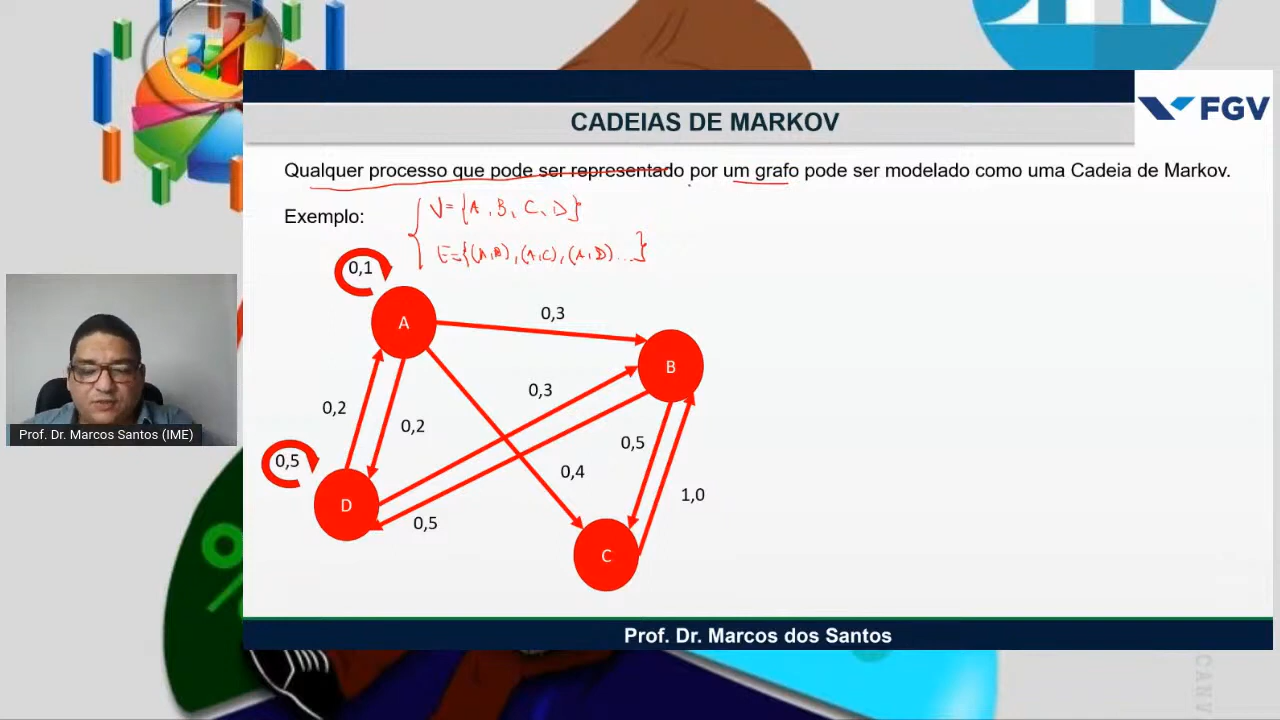 FGV
CADEIAS DE MARKOV
Qualquer processo que pode ser representado por um grafo pode ser modelado como uma Cadeia de Markov.
Exemplo:
V={A,B,C,D}
E={(A,B),(A,C),(A,D)...}
0,1
A
0,3
B
0,3
0,2
0,2
0,5
0,4
0,5
1,0
D
0,5
C
Prof. Dr. Marcos Santos (IME)
Prof. Dr. Marcos dos Santos
%
CANV